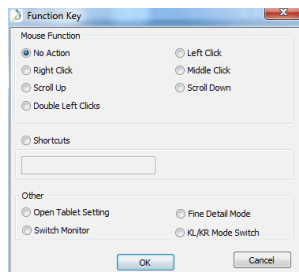 Function Key
Mouse Function
No Action
Left Click
Right Click
Middle Click
Scroll Up
Scroll Down
Double Left Clicks
Shortcuts
Other
Open Tablet Setting
Fine Detail Mode
Switch Monitor
KL/KR Mode Switch
OK
Cancel